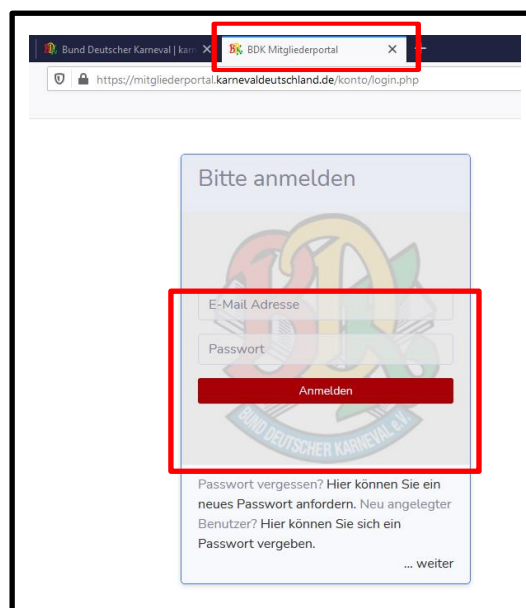 Bund Deutscher Karneval | karn
BDK Mitgliederportal
https://mitgliederportal.karnevaldeutschland.de/konto/login.php
Bitte anmelden
E-Mail Adresse
Passwort
Anmelden
BUND DEUTSCHER KARNEVAL e.V.
Passwort vergessen? Hier können Sie ein
neues Passwort anfordern. Neu angelegter
Benutzer? Hier können Sie sich ein
Passwort vergeben.
... weiter